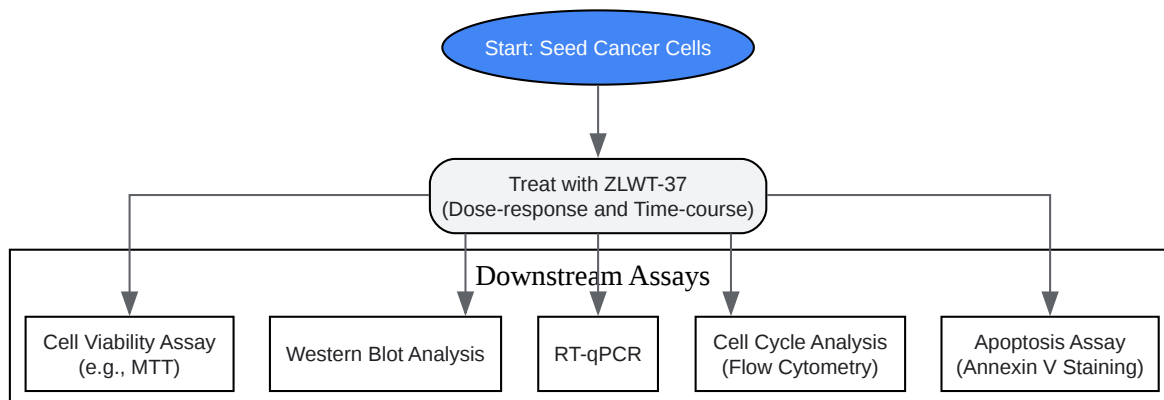 Start: Seed Cancer Cells
Treat with ZLWT-37
(Dose-response and Time-course)
Downstream Assays
Cell Viability Assay
(e.g., MTT)
Western Blot Analysis
RT-qPCR
Cell Cycle Analysis
(Flow Cytometry)
Apoptosis Assay
(Annexin V Staining)